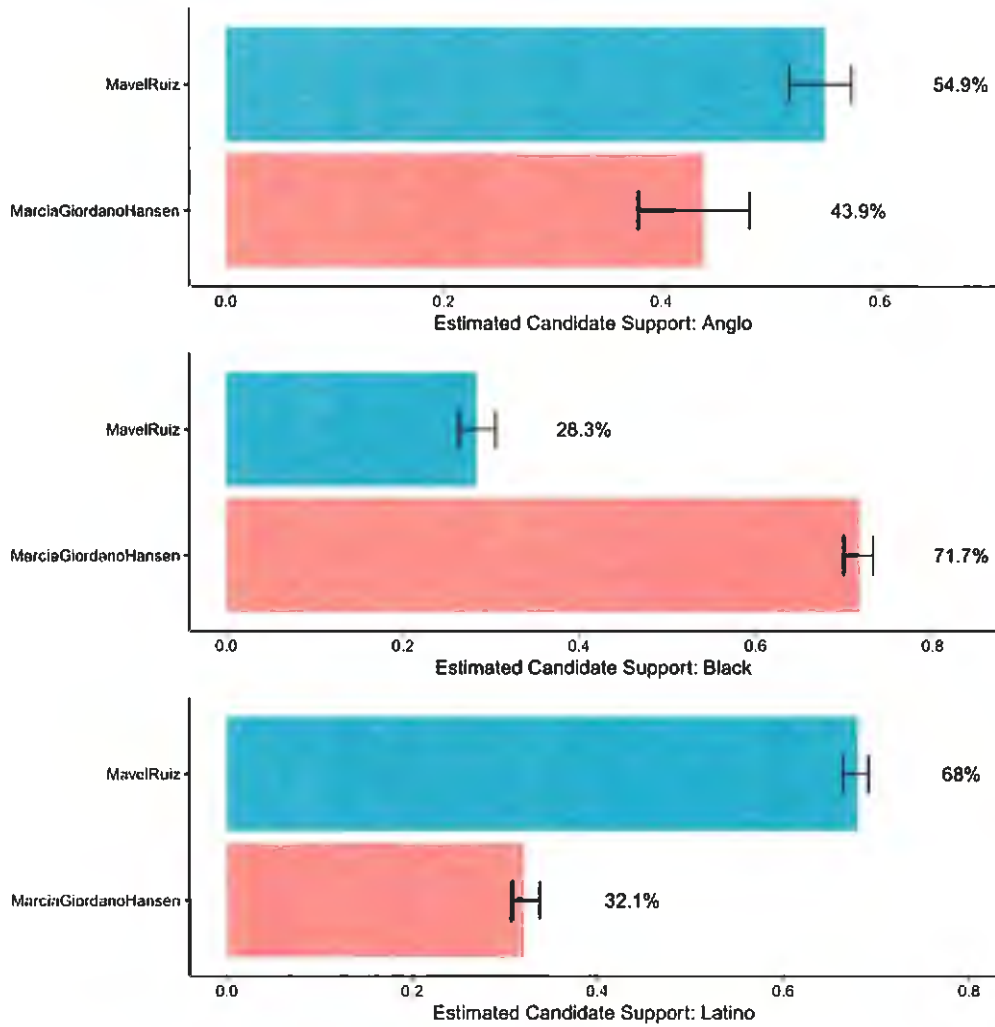 MavelRuiz
54.9%
MarciaGiordanoHansen
43.9%
0.0 0.2 0.4 0.6
Estimated Candidate Support: Anglo
MavelRuiz
28.3%
MarciaGiordanoHansen
71.7%
0.0 0.2 0.4 0.6 0.8
Estimated Candidate Support: Black
MavelRuiz
68%
MarciaGiordanoHansen
32.1%
0.0 0.2 0.4 0.6 0.8
Estimated Candidate Support: Latino